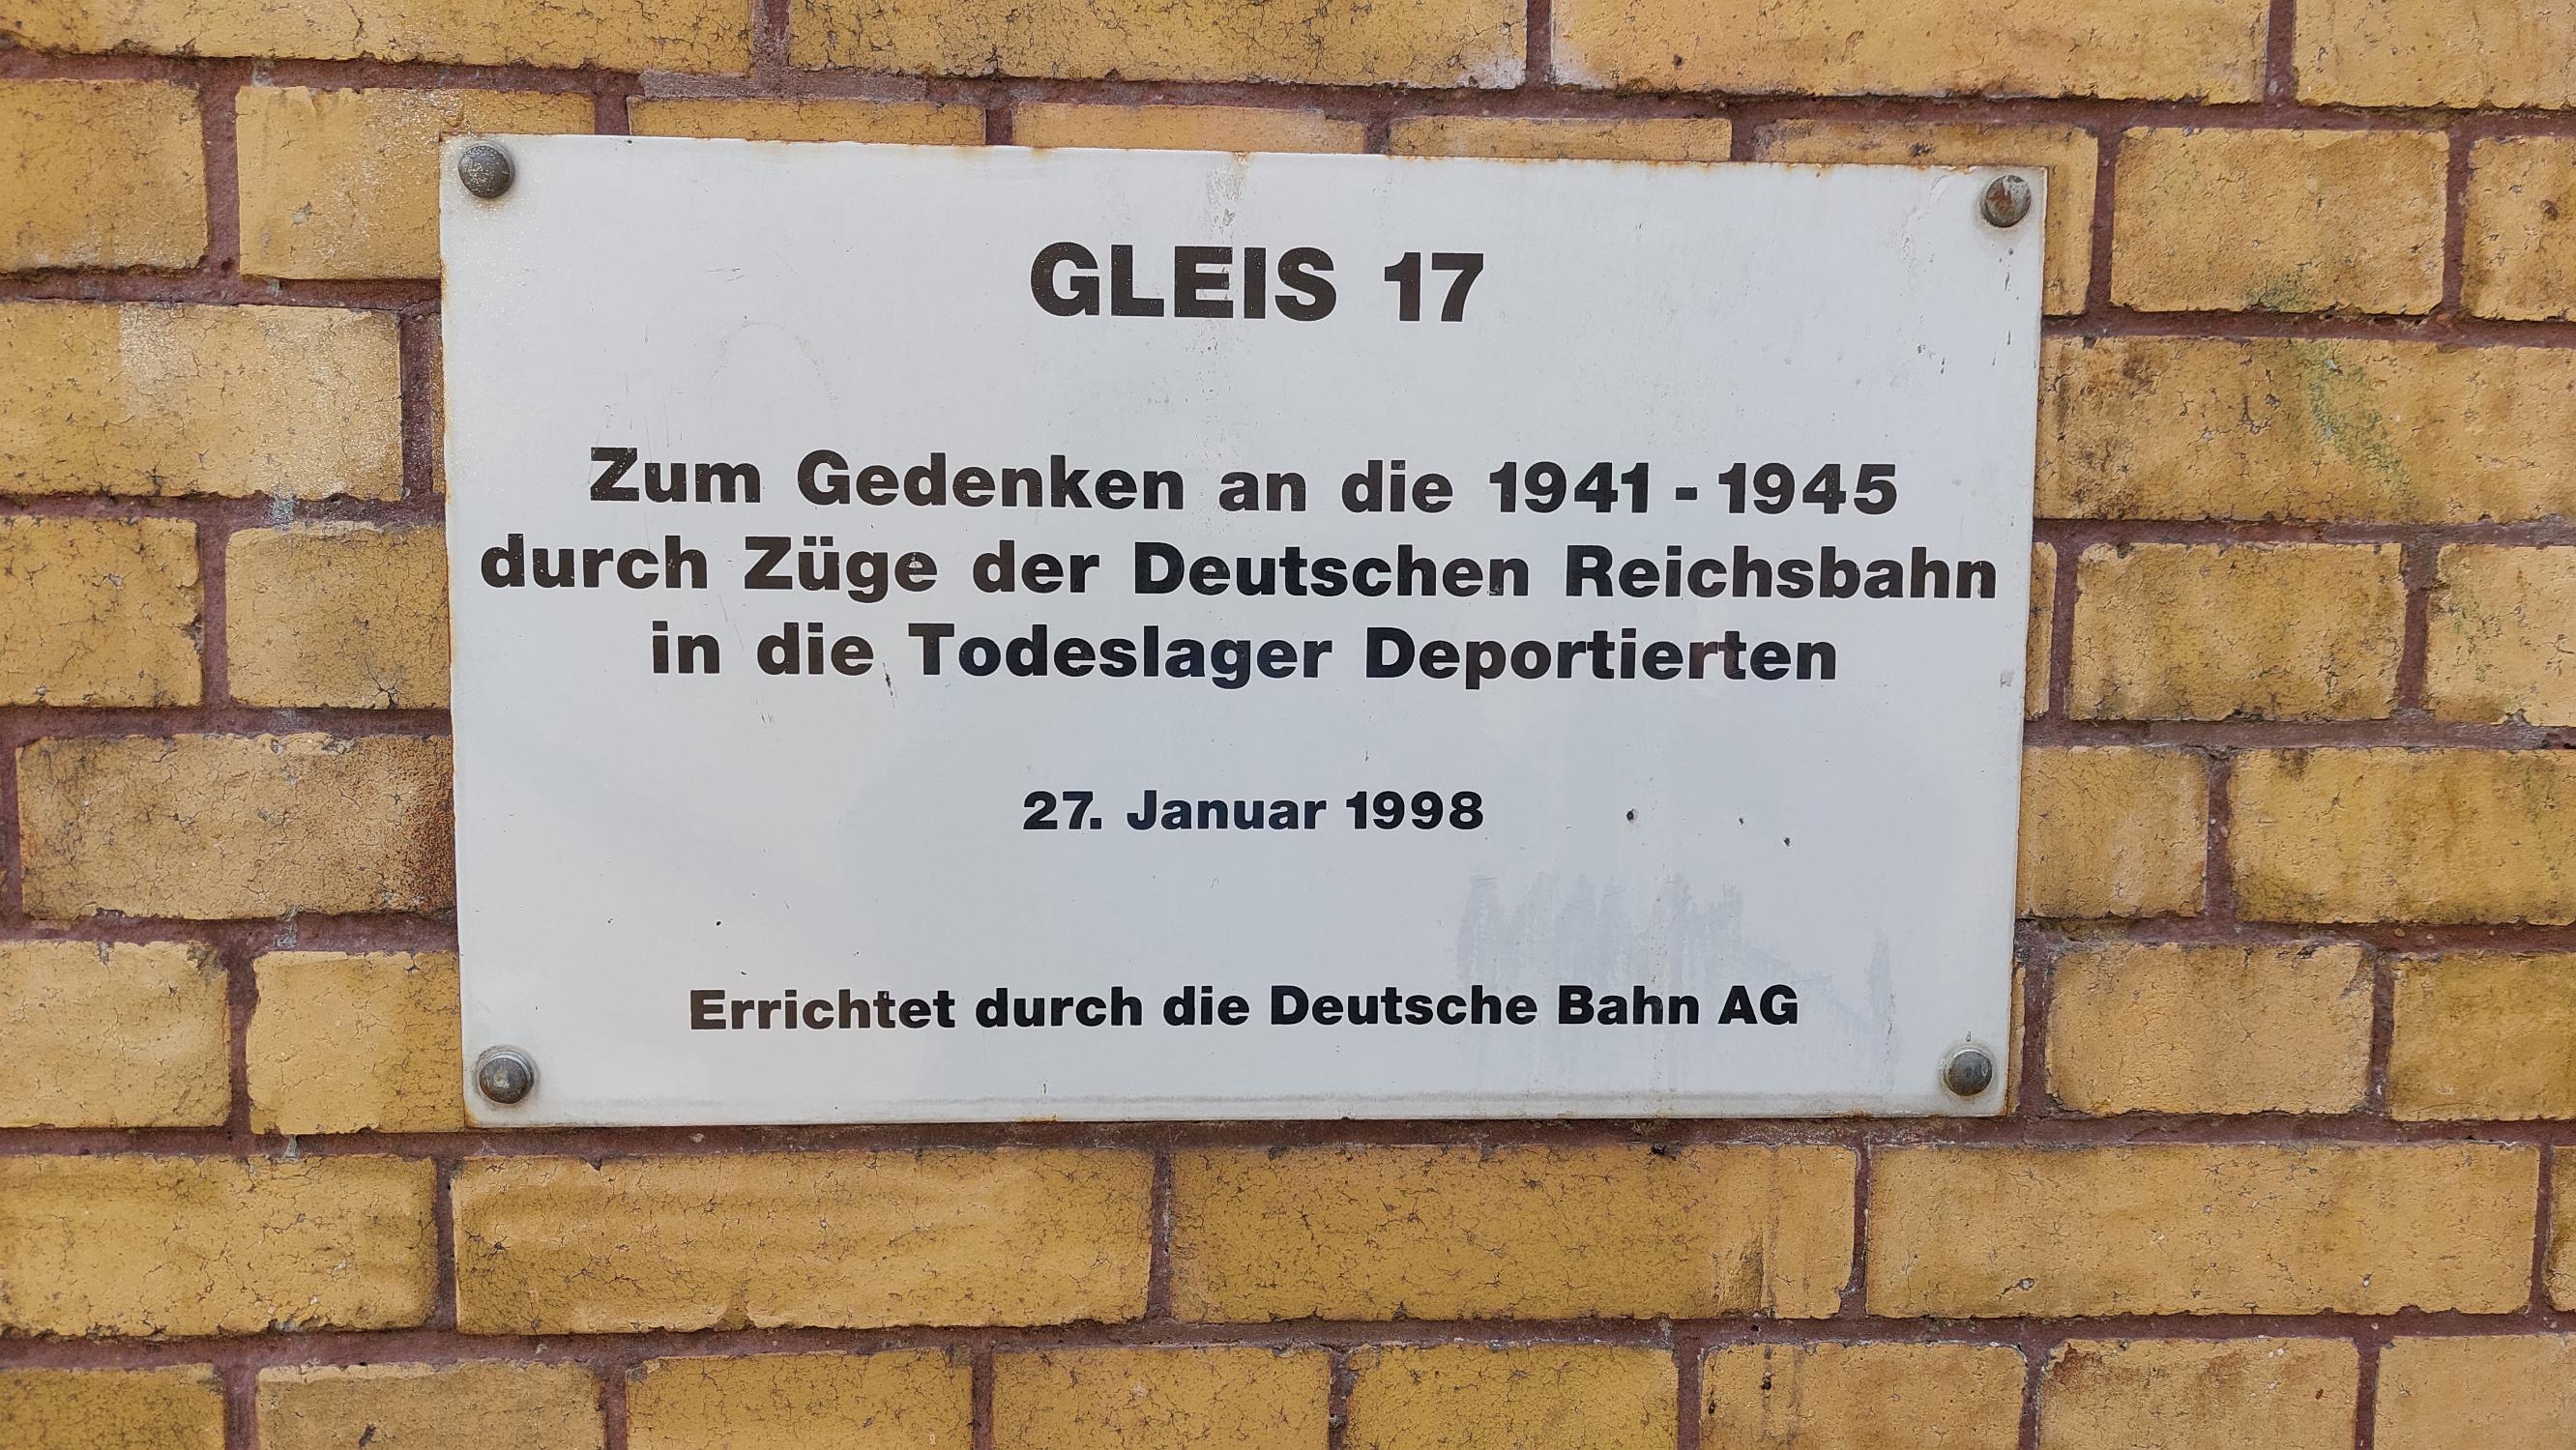 GLEIS 17
Zum Gedenken an die 1941 - 1945
durch Züge der Deutschen Reichsbahn
in die Todeslager Deportierten
27. Januar 1998
Errichtet durch die Deutsche Bahn AG